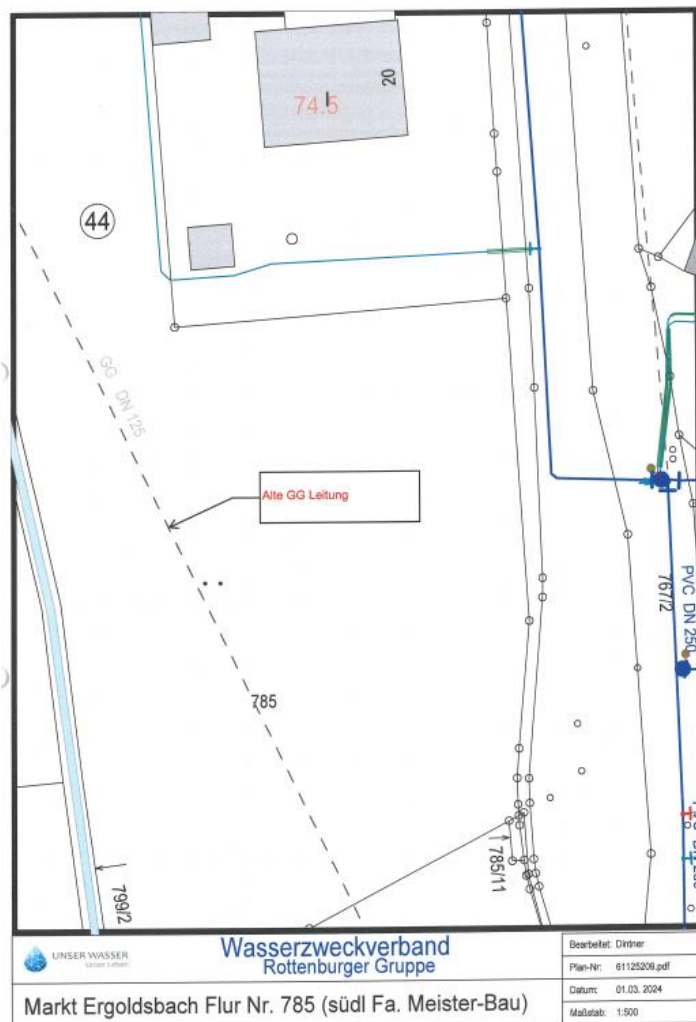 20
74.5
44
GG DN 125
Alte GG Leitung
PVC DN 250
767/2
785
785/11
799/2
UNSER WASSER
Unser Leben
Wasserzweckverband
Rottenburger Gruppe
Markt Ergoldsbach Flur Nr. 785 (südl Fa. Meister-Bau)
Bearbeitet: Dintner
Plan-Nr: 61125209.pdf
Datum: 01.03. 2024
Maßstab: 1:500